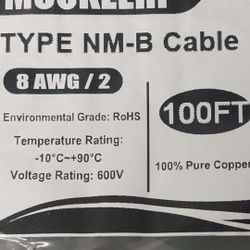 TYPE NM-B Cable
8 AWG / 2
Environmental Grade: RoHS
Temperature Rating:
-10°C~+90°C
Voltage Rating: 600V
100FT
100% Pure Copper